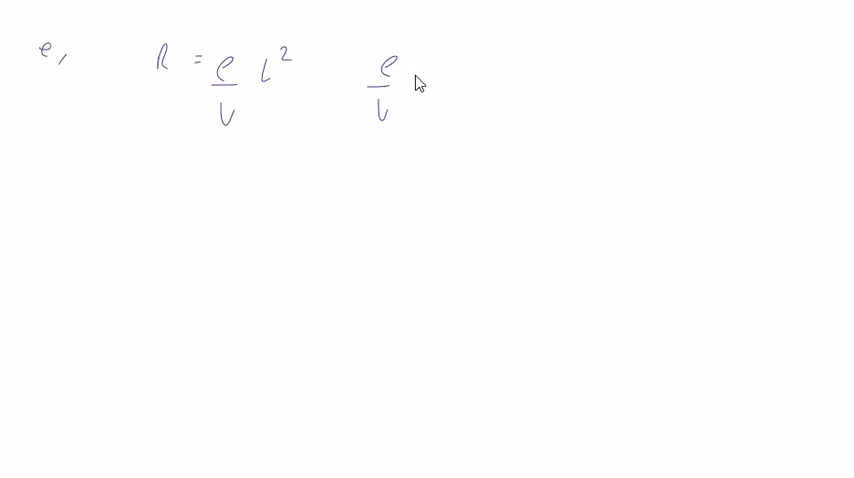 e, R = ρ/V L² ρ/V